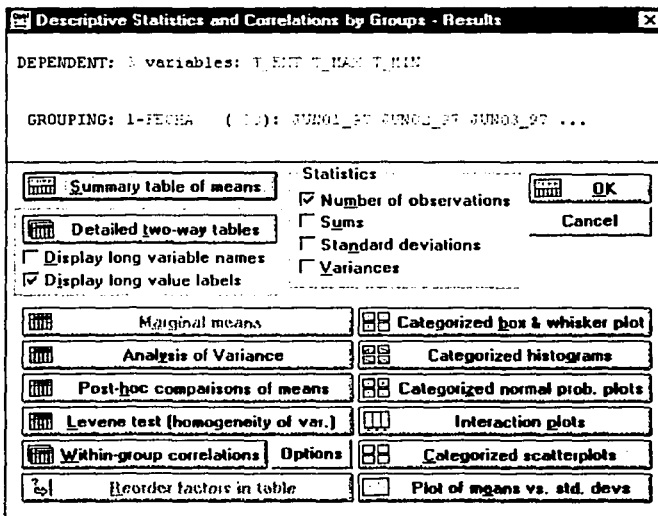 Descriptive Statistics and Correlations by Groups - Results
DEPENDENT: 3 variables: T_EXT T_MAX T_MIN
GROUPING: 1-FECHA ( ): JUN01_97 JUN02_97 JUN03_97 ...
Summary table of means
Detailed two-way tables
Display long variable names
Display long value labels
Statistics
Number of observations
Sums
Standard deviations
Variances
OK
Cancel
Marginal means
Analysis of Variance
Post-hoc comparisons of means
Levene test (homogeneity of var.)
Within-group correlations Options
Reorder factors in table
Categorized box & whisker plot
Categorized histograms
Categorized normal prob. plots
Interaction plots
Categorized scatterplots
Plot of means vs. std. devs